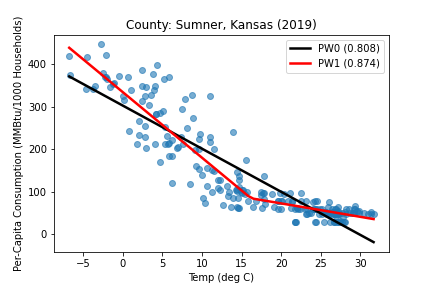 County: Sumner, Kansas (2019)
Per-Capita Consumption (MMBtu/1000 Households)
400
300
200
100
0
PW0 (0.808)
PW1 (0.874)
−5 0 5 10 15 20 25 30
Temp (deg C)